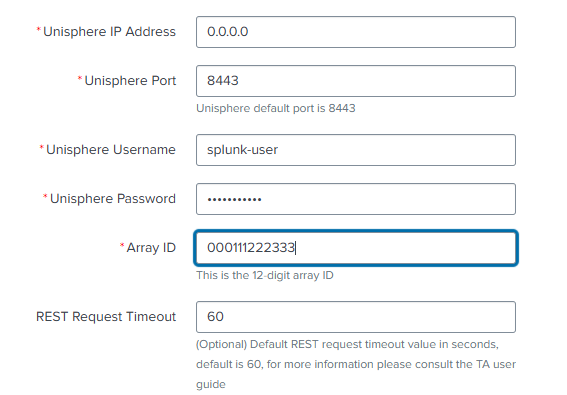 * Unisphere IP Address 0.0.0.0
* Unisphere Port 8443
Unisphere default port is 8443
* Unisphere Username splunk-user
* Unisphere Password •••••••••••
* Array ID 000111222333
This is the 12-digit array ID
REST Request Timeout 60
(Optional) Default REST request timeout value in seconds,
default is 60, for more information please consult the TA user
guide